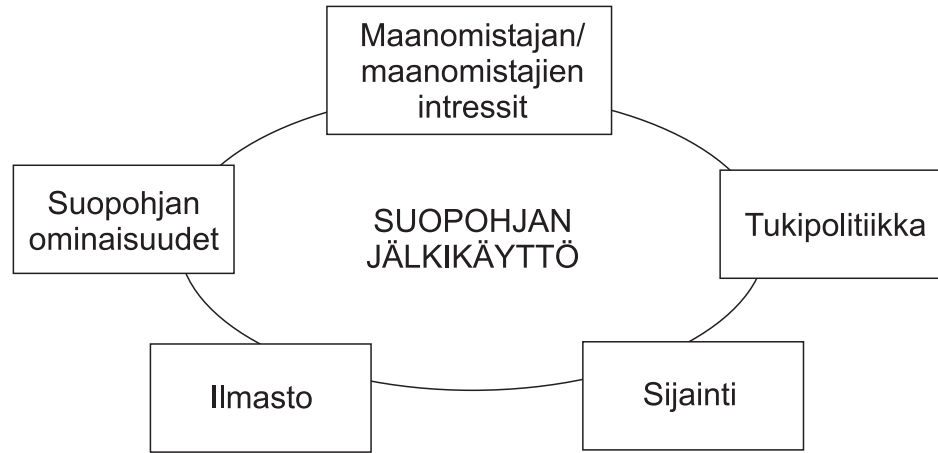 Maanomistajan/
maanomistajien
intressit
Suopohjan
ominaisuudet
SUOPOHJAN
JÄLKIKÄYTTÖ
Tukipolitiikka
Ilmasto
Sijainti